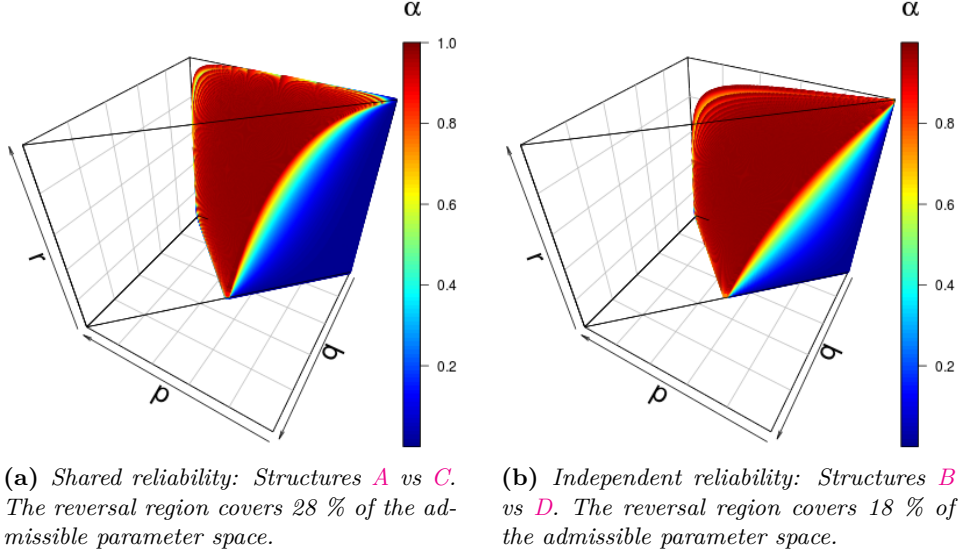 α
1.0
0.8
0.6
0.4
0.2
r
p
q
α
0.8
0.6
0.4
0.2
r
p
q
(a) Shared reliability: Structures A vs C.
The reversal region covers 28 % of the ad-
missible parameter space.
(b) Independent reliability: Structures B
vs D. The reversal region covers 18 % of
the admissible parameter space.